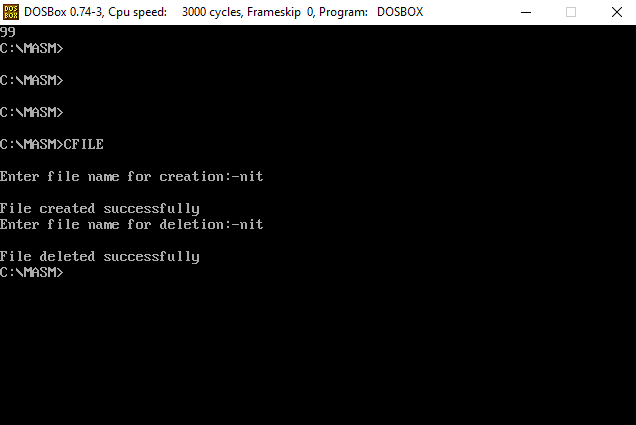 DOS BOX DOSBox 0.74-3, Cpu speed: 3000 cycles, Frameskip 0, Program: DOSBOX
99
C:\MASM>
C:\MASM>
C:\MASM>
C:\MASM>CFILE
Enter file name for creation:-nit
File created successfully
Enter file name for deletion:-nit
File deleted successfully
C:\MASM>